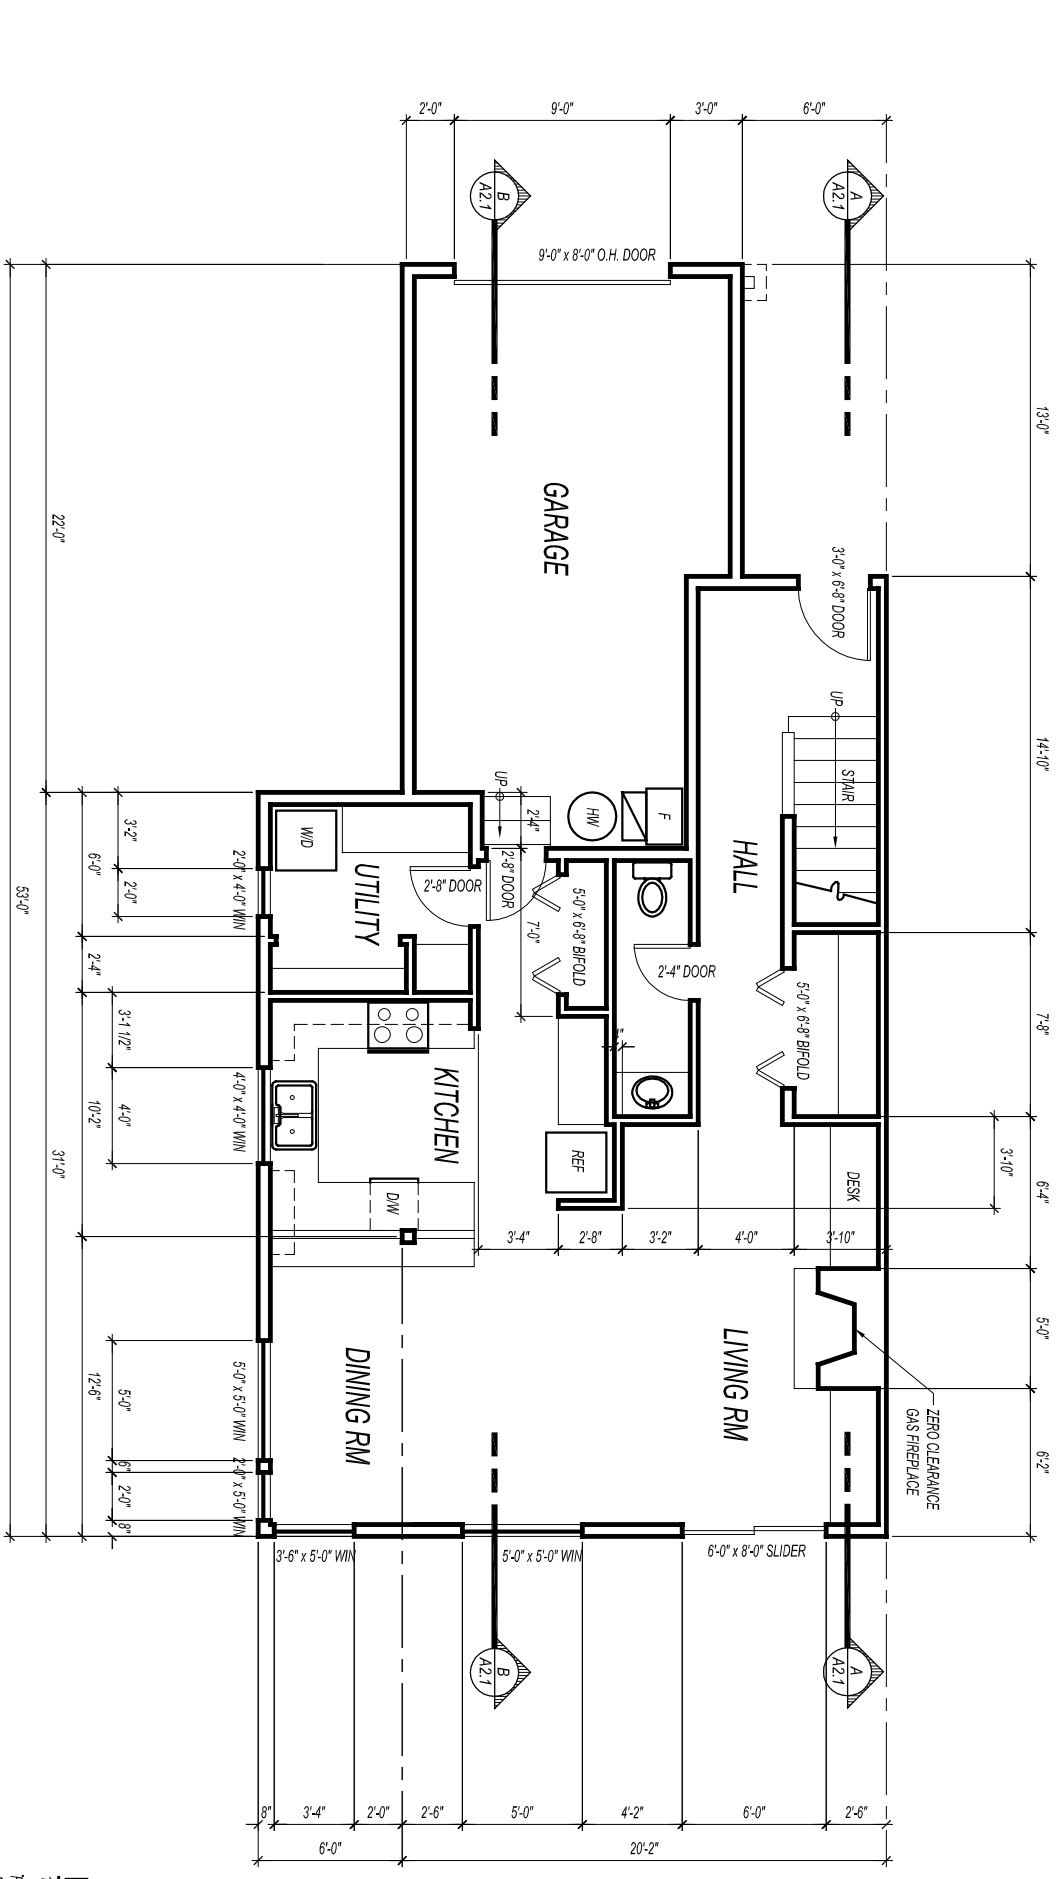 2'-0"
9'-0"
3'-0"
6'-0"
B
A2.1
A
A2.1
9'-0" x 8'-0" O.H. DOOR
13'-0"
GARAGE
22'-0"
3'-0" x 6'-8" DOOR
UP
STAIR
14'-10"
UP
2'-4"
HW
F
HALL
3'-2"
6'-0"
2'-0"
2'-0" x 4'-0" WIN
W/D
UTILITY
2'-8" DOOR
2'-8" DOOR
7'-0"
5'-0" x 6'-8" BIFOLD
2'-4" DOOR
5'-0" x 6'-8" BIFOLD
7'-8"
53'-0"
2'-4"
3'-1 1/2"
4'-0"
10'-2"
4'-0" x 4'-0" WIN
KITCHEN
31'-0"
REF
D/W
DESK
3'-10"
6'-4"
3'-4"
2'-8"
3'-2"
4'-0"
3'-10"
5'-0"
LIVING RM
DINING RM
ZERO CLEARANCE
GAS FIREPLACE
5'-0" x 5'-0" WIN
5'-0"
12'-6"
6"
2'-0"
8"
2'-0" x 5'-0" WIN
6'-2"
3'-6" x 5'-0" WIN
5'-0" x 5'-0" WIN
6'-0" x 8'-0" SLIDER
B
A2.1
A
A2.1
8"
3'-4"
2'-0"
2'-6"
5'-0"
4'-2"
6'-0"
2'-6"
6'-0"
20'-2"